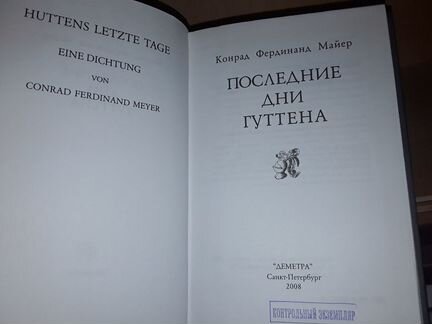 HUTTENS LETZTE TAGE
EINE DICHTUNG
VON
CONRAD FERDINAND MEYER
Конрад Фердинанд Майер
ПОСЛЕДНИЕ
ДНИ
ГУТТЕНА
"ДЕМЕТРА"
Санкт-Петербург
2008
КОНТРОЛЬНЫЙ ЭКЗЕМПЛЯР